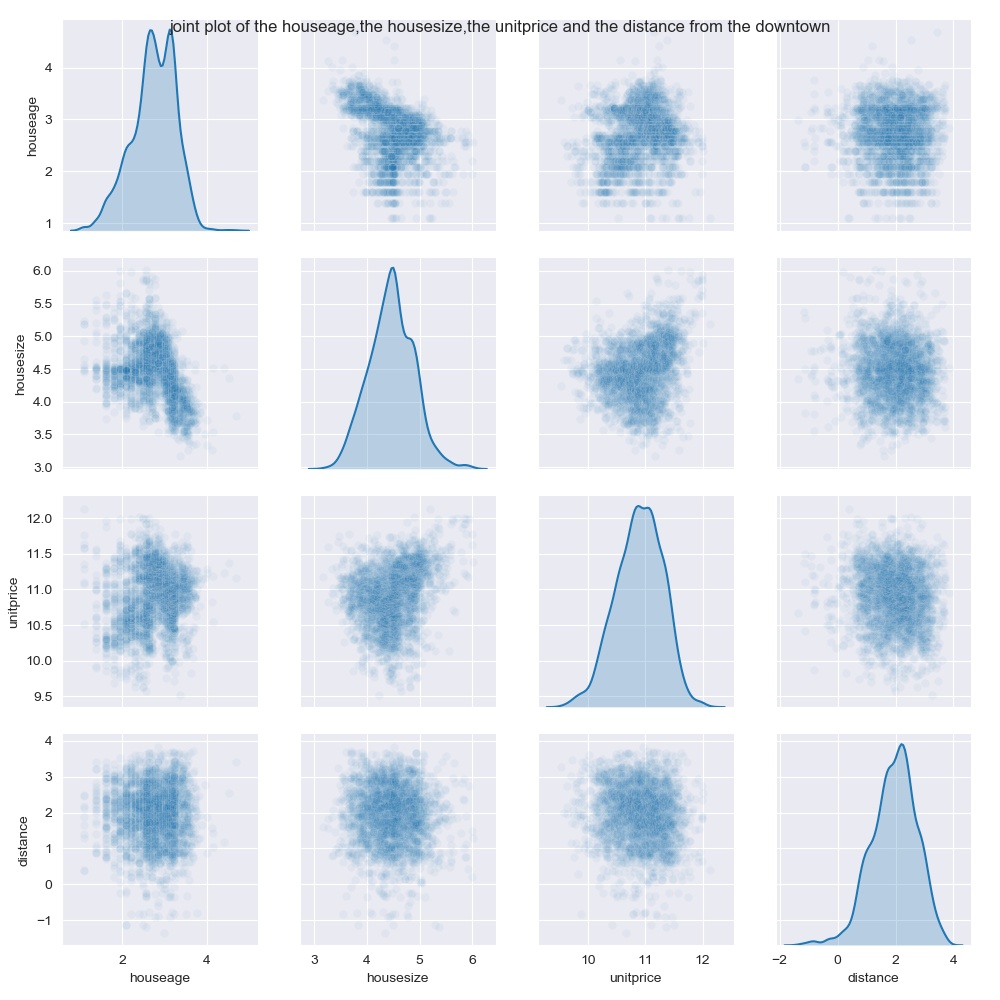 joint plot of the houseage,the housesize,the unitprice and the distance from the downtown
4
3
2
1
houseage
6.0
5.5
5.0
4.5
4.0
3.5
3.0
housesize
12.0
11.5
11.0
10.5
10.0
9.5
unitprice
4
3
2
1
0
−1
distance
2 4
houseage
3 4 5 6
housesize
10 11 12
unitprice
−2 0 2 4
distance